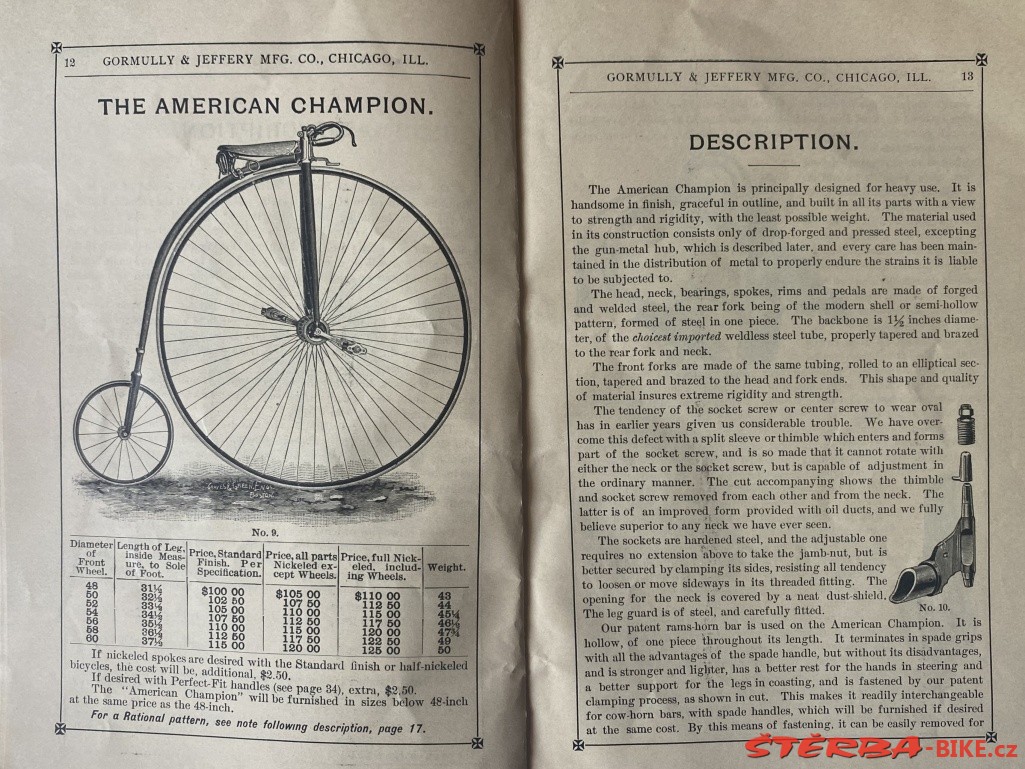 12 GORMULLY & JEFFERY MFG. CO., CHICAGO, ILL.
THE AMERICAN CHAMPION.
No. 9.
Diameter of Front Wheel. Length of Leg, inside Measure, to Sole of Foot. Price, Standard Finish. Per Specification. Price, all parts Nickeled except Wheels. Price, full Nickeled, including Wheels. Weight.
48 31½ $100 00 $105 00 $110 00 43
50 32½ 102 50 107 50 112 50 44
52 33½ 105 00 110 00 115 00 45¼
54 34½ 107 50 112 50 117 50 46½
56 35½ 110 00 115 00 120 00 47¾
58 36½ 112 50 117 50 122 50 49
60 37½ 115 00 120 00 125 00 50
If nickeled spokes are desired with the Standard finish or half-nickeled
bicycles, the cost will be, additional, $2.50.
If desired with Perfect-Fit handles (see page 34), extra, $2.50.
The "American Champion" will be furnished in sizes below 48-inch
at the same price as the 48-inch.
For a Rational pattern, see note following description, page 17.
GORMULLY & JEFFERY MFG. CO., CHICAGO, ILL. 13
DESCRIPTION.
The American Champion is principally designed for heavy use. It is
handsome in finish, graceful in outline, and built in all its parts with a view
to strength and rigidity, with the least possible weight. The material used
in its construction consists only of drop-forged and pressed steel, excepting
the gun-metal hub, which is described later, and every care has been main-
tained in the distribution of metal to properly endure the strains it is liable
to be subjected to.
The head, neck, bearings, spokes, rims and pedals are made of forged
and welded steel, the rear fork being of the modern shell or semi-hollow
pattern, formed of steel in one piece. The backbone is 1½ inches diame-
ter, of the choicest imported weldless steel tube, properly tapered and brazed
to the rear fork and neck.
The front forks are made of the same tubing, rolled to an elliptical sec-
tion, tapered and brazed to the head and fork ends. This shape and quality
of material insures extreme rigidity and strength.
The tendency of the socket screw or center screw to wear oval
has in earlier years given us considerable trouble. We have over-
come this defect with a split sleeve or thimble which enters and forms
part of the socket screw, and is so made that it cannot rotate with
either the neck or the socket screw, but is capable of adjustment in
the ordinary manner. The cut accompanying shows the thimble
and socket screw removed from each other and from the neck. The
latter is of an improved form provided with oil ducts, and we fully
believe superior to any neck we have ever seen.
The sockets are hardened steel, and the adjustable one
requires no extension above to take the jamb-nut, but is
better secured by clamping its sides, resisting all tendency
to loosen or move sideways in its threaded fitting. The
opening for the neck is covered by a neat dust-shield.
The leg guard is of steel, and carefully fitted.
No. 10.
Our patent rams-horn bar is used on the American Champion. It is
hollow, of one piece throughout its length. It terminates in spade grips
with all the advantages of the spade handle, but without its disadvantages,
and is stronger and lighter, has a better rest for the hands in steering and
a better support for the legs in coasting, and is fastened by our patent
clamping process, as shown in cut. This makes it readily interchangeable
for cow-horn bars, with spade handles, which will be furnished if desired
at the same cost. By this means of fastening, it can be easily removed for
ŠTĚRBA-BIKE.cz